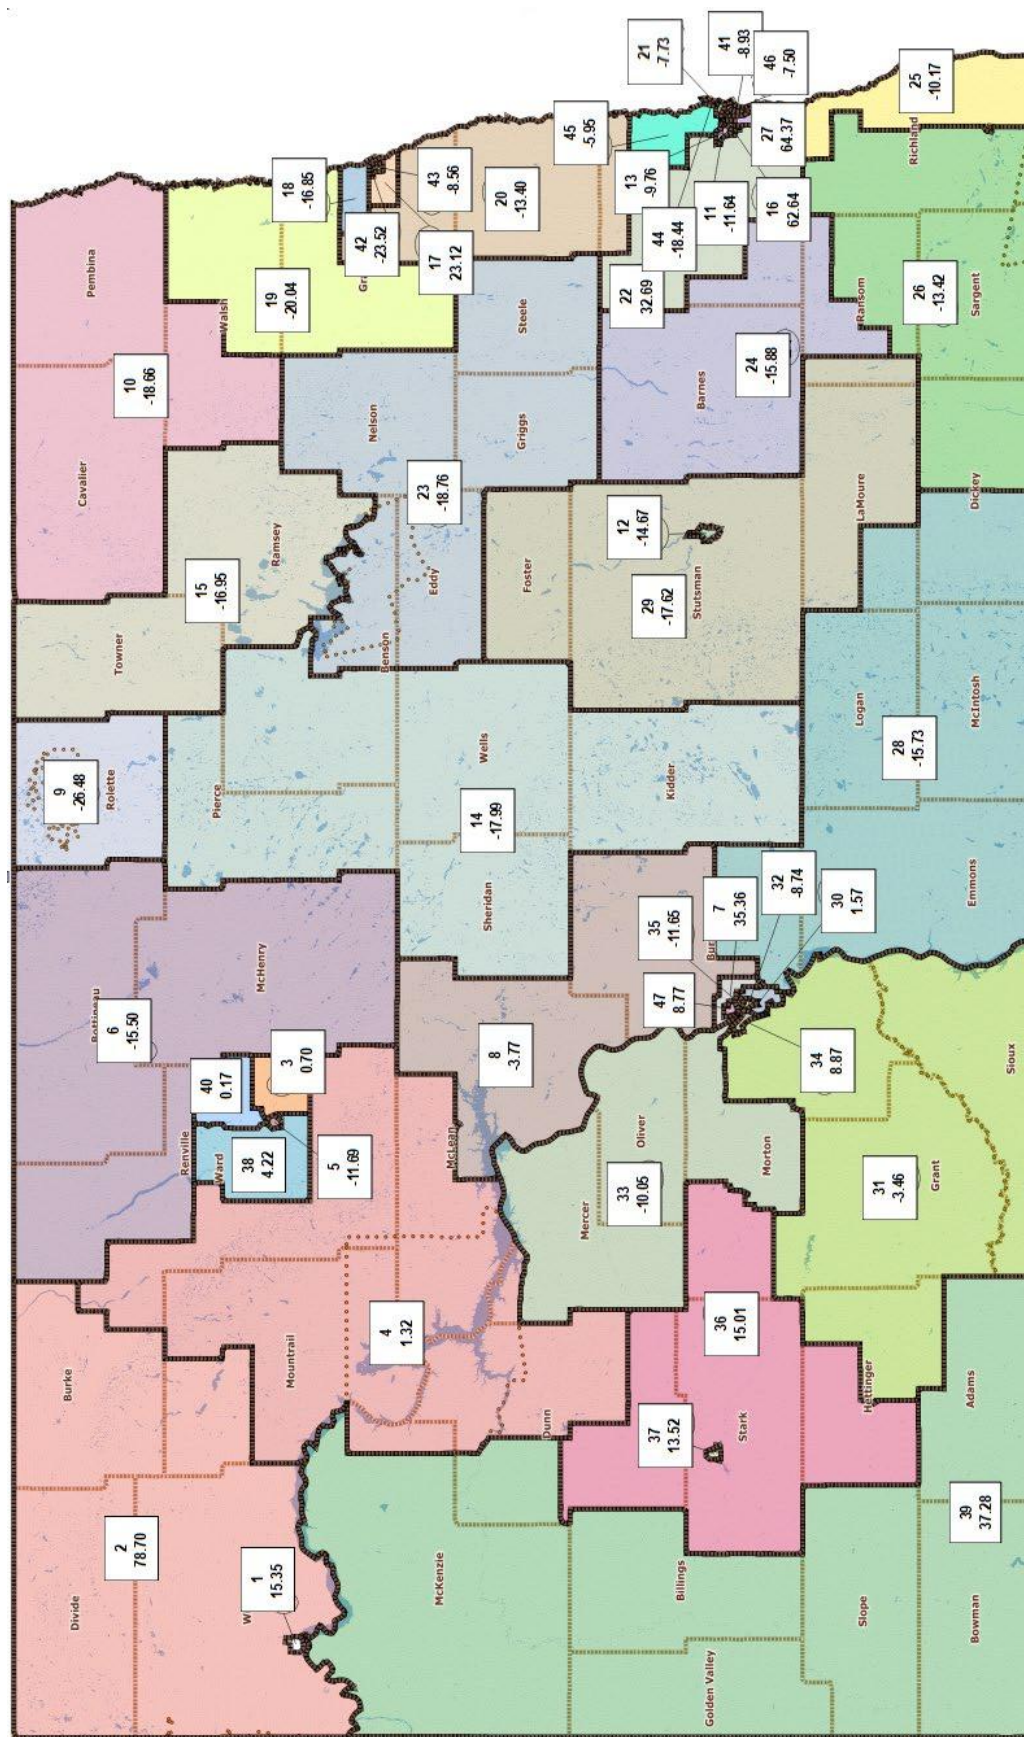 Divide
Burke
2
78.70
Bottineau
6
-15.50
9
-26.48
Rolette
Towner
Cavalier
10
-18.66
Pembina
Renville
Pierce
15
-16.95
Walsh
W
1
15.35
Mountrail
Ward
38
4.22
40
0.17
3
0.70
5
-11.69
McHenry
Ramsey
19
-20.04
18
-16.85
Gra
42
-23.52
43
-8.56
17
23.12
McKenzie
4
1.32
McLean
8
-3.77
Sheridan
14
-17.99
Wells
Benson
Eddy
23
-18.76
Nelson
Griggs
Steele
20
-13.40
Dunn
Mercer
Oliver
33
-10.05
Foster
45
-5.95
Golden Valley
Billings
37
13.52
Stark
36
15.01
Morton
47
8.77
35
-11.65
Bur
7
35.36
32
-8.74
30
1.57
34
8.87
Kidder
29
-17.62
12
-14.67
Stutsman
Barnes
24
-15.88
22
32.69
13
-9.76
44
-18.44
11
-11.64
16
62.64
27
64.37
21
-7.73
41
-8.93
46
-7.50
Slope
Hettinger
31
-3.46
Grant
Logan
LaMoure
Ransom
26
-13.42
Richland
25
-10.17
Bowman
39
37.28
Adams
Sioux
Emmons
28
-15.73
McIntosh
Dickey
Sargent